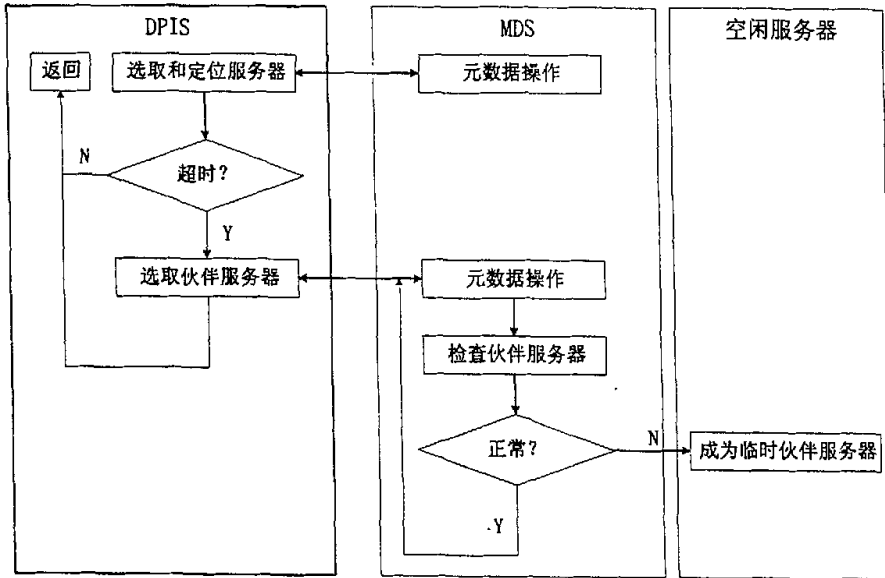 DPIS
MDS
空闲服务器
返回
选取和定位服务器
元数据操作
N
超时?
Y
选取伙伴服务器
元数据操作
检查伙伴服务器
正常?
N
成为临时伙伴服务器
Y